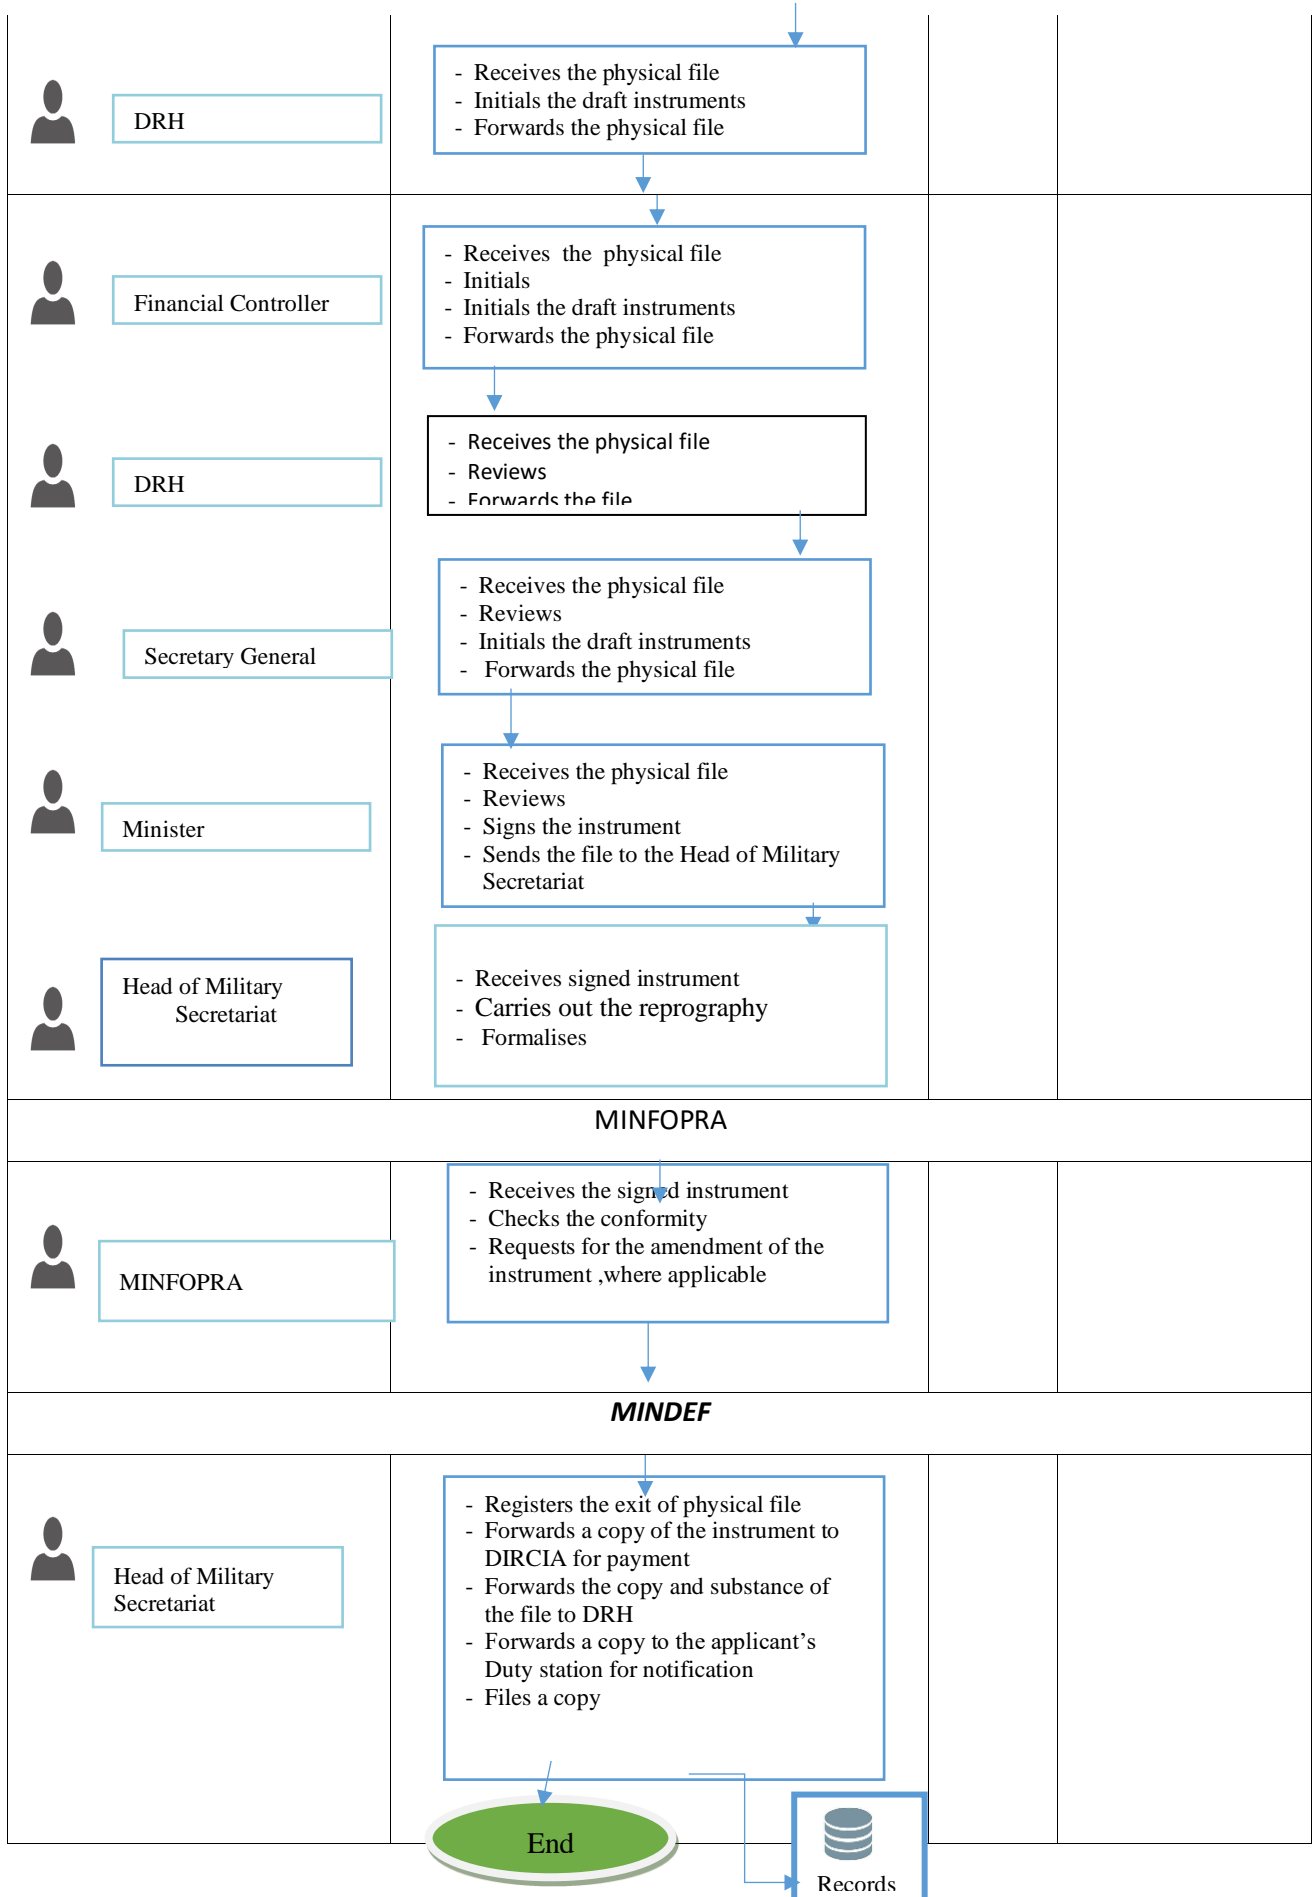 DRH
- Receives the physical file
- Initials the draft instruments
- Forwards the physical file
Financial Controller
- Receives the physical file
- Initials
- Initials the draft instruments
- Forwards the physical file
DRH
- Receives the physical file
- Reviews
- Forwards the file
Secretary General
- Receives the physical file
- Reviews
- Initials the draft instruments
- Forwards the physical file
Minister
- Receives the physical file
- Reviews
- Signs the instrument
- Sends the file to the Head of Military
Secretariat
Head of Military
Secretariat
- Receives signed instrument
- Carries out the reprography
- Formalises
MINFOPRA
MINFOPRA
- Receives the signed instrument
- Checks the conformity
- Requests for the amendment of the
instrument ,where applicable
MINDEF
Head of Military
Secretariat
- Registers the exit of physical file
- Forwards a copy of the instrument to
DIRCIA for payment
- Forwards the copy and substance of
the file to DRH
- Forwards a copy to the applicant’s
Duty station for notification
- Files a copy
End
Records